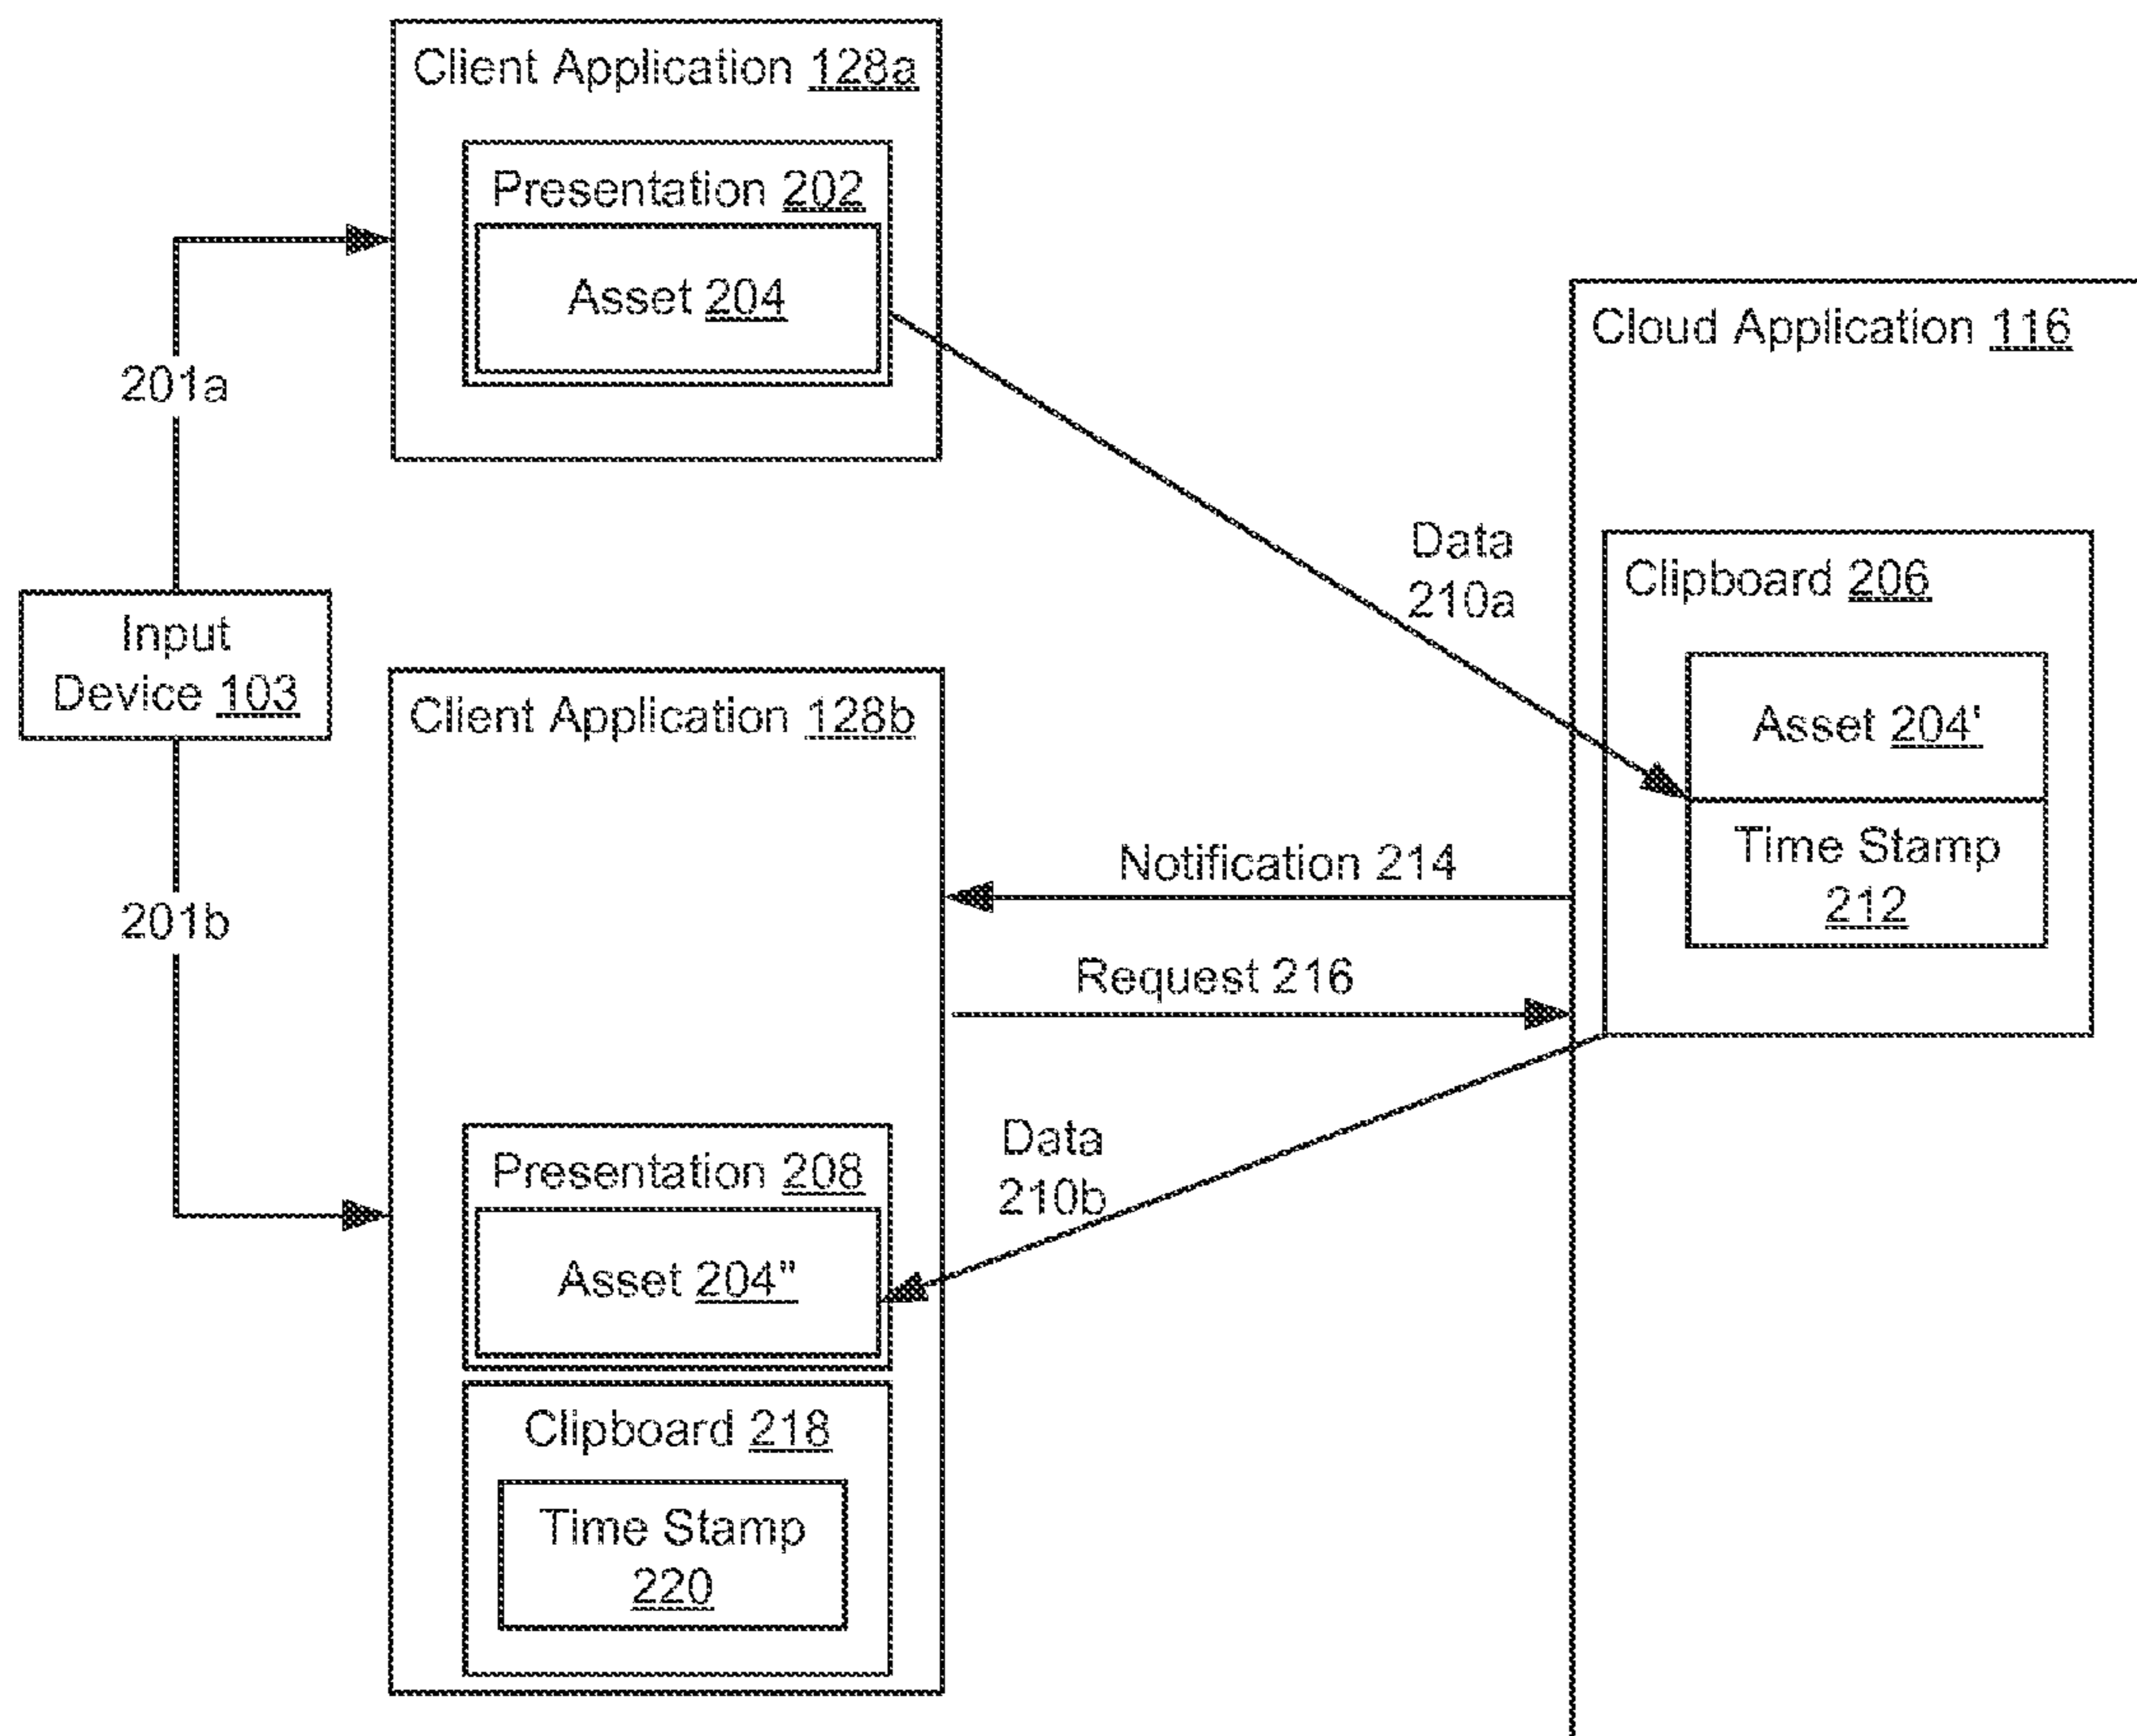 Client Application 128a
Presentation 202
Asset 204
201a
Input
Device 103
201b
Client Application 128b
Presentation 208
Asset 204"
Clipboard 218
Time Stamp
220
Data
210a
Notification 214
Request 216
Data
210b
Cloud Application 116
Clipboard 206
Asset 204'
Time Stamp
212